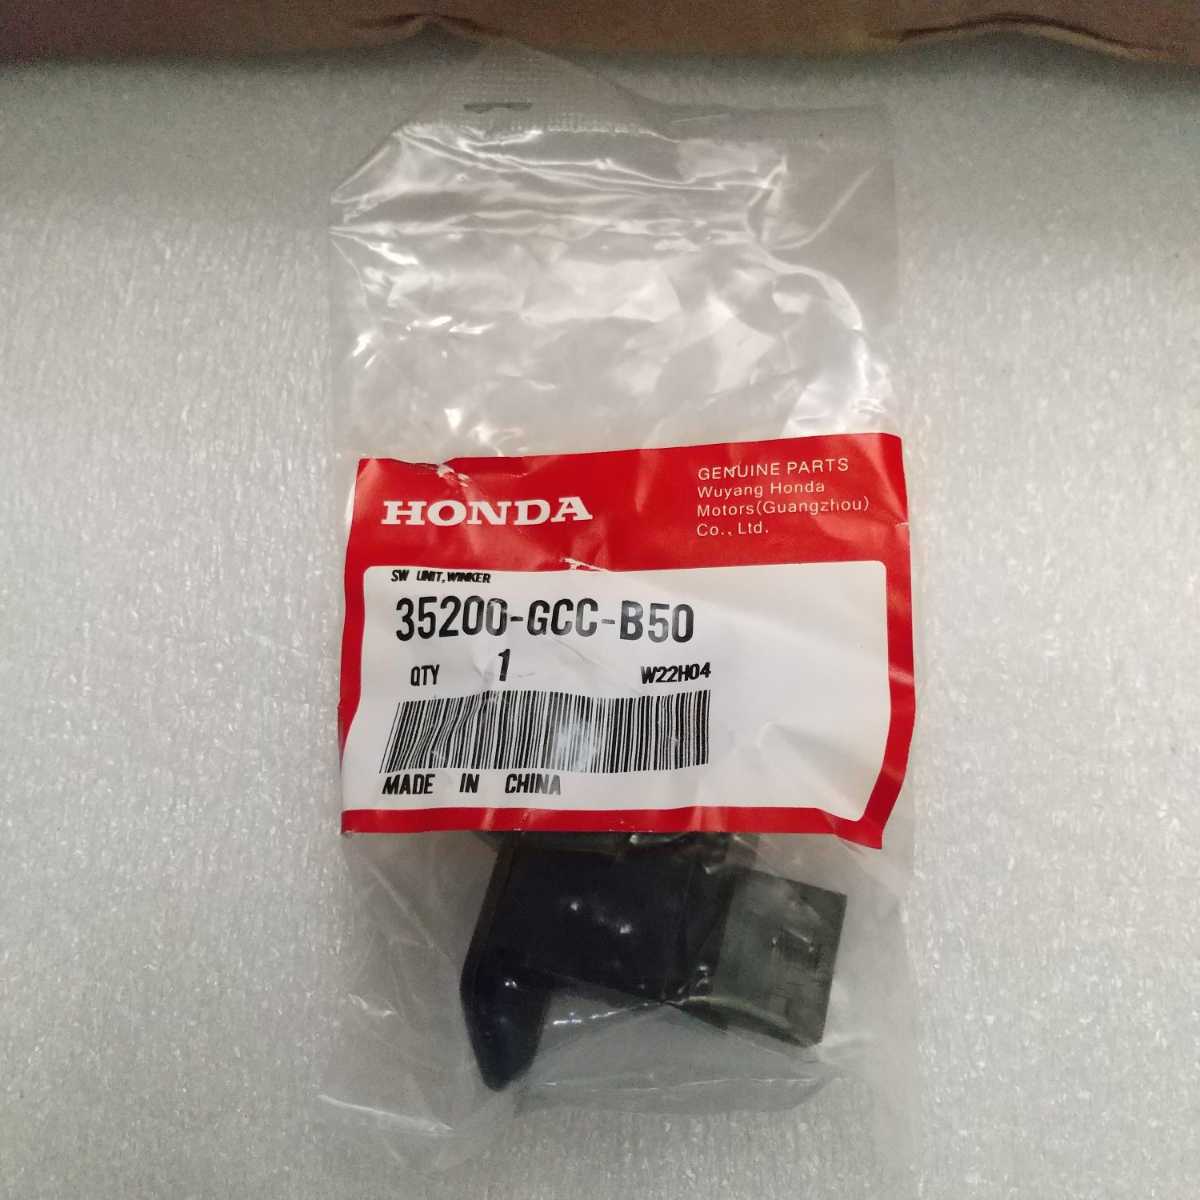 HONDA
GENUINE PARTS
Wuyang Honda
Motors(Guangzhou)
Co., Ltd.
SW UNIT,WINKER
35200-GCC-B50
QTY 1 W22H04
MADE IN CHINA